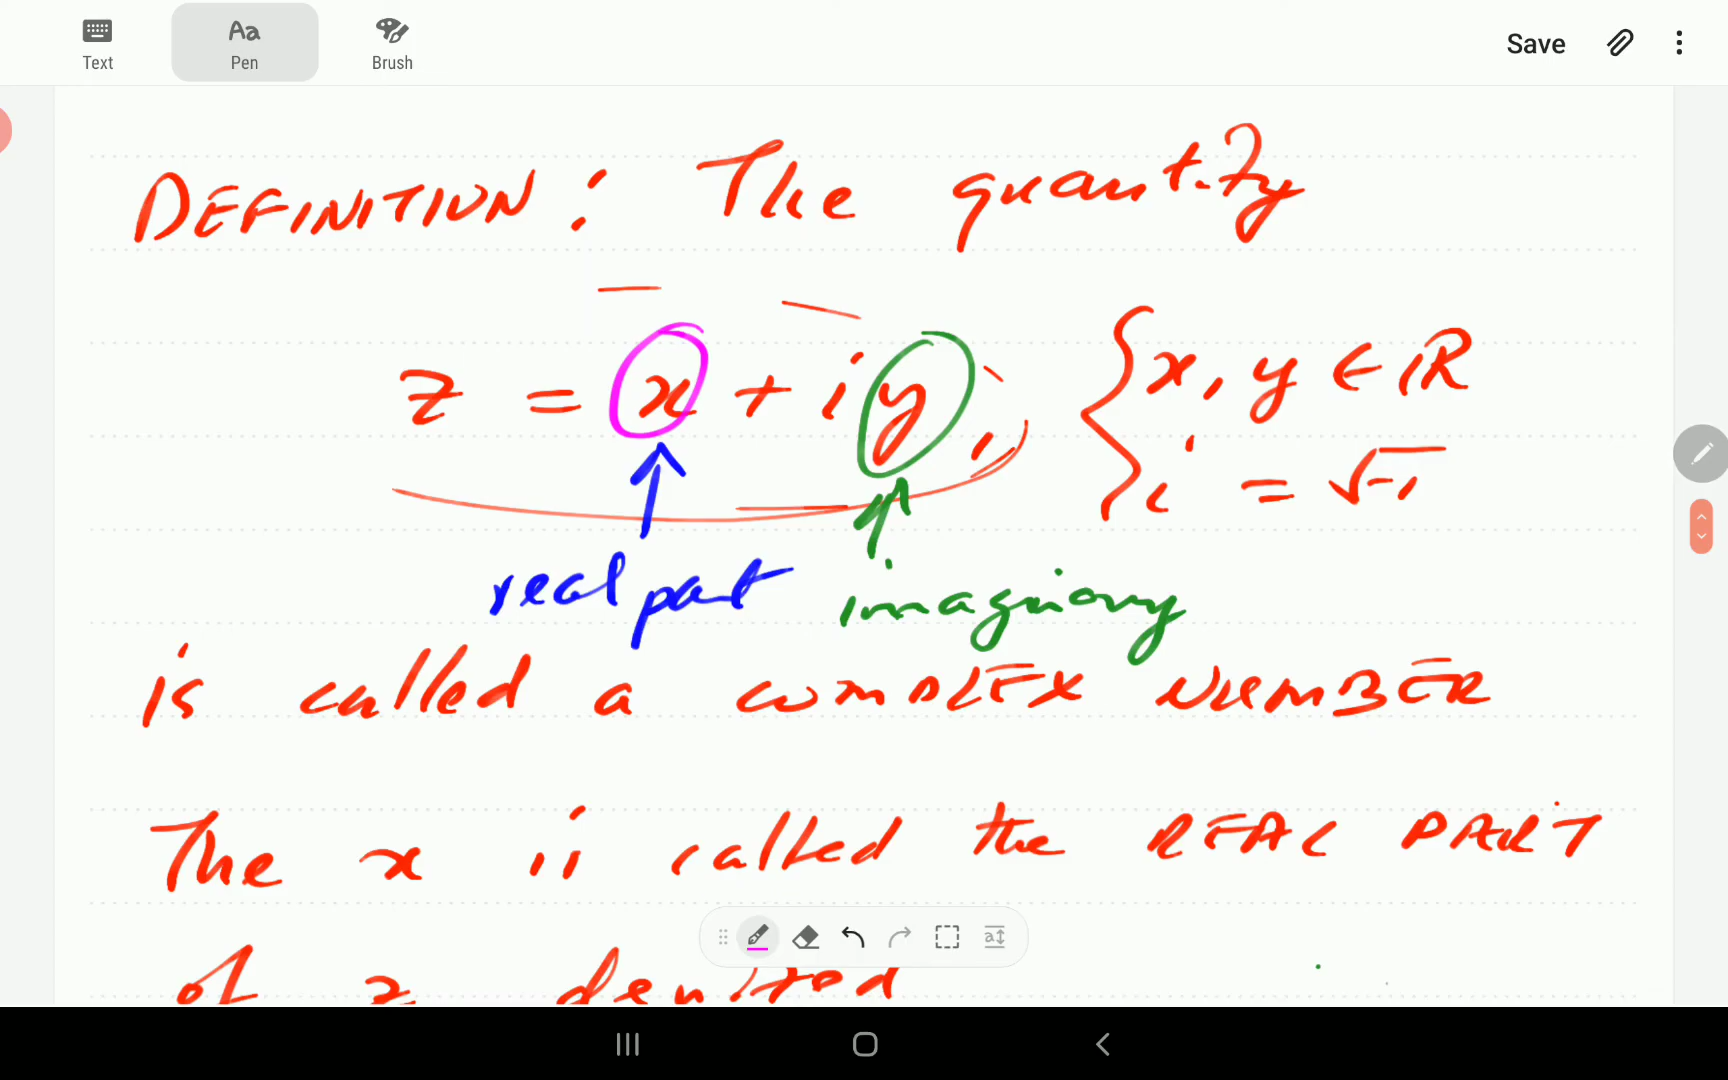 Text Pen Brush Save
DEFINITION: The quantity
z = x + iy, { x, y ∈ ℝ
i = √-1
real part imaginary
is called a COMPLEX NUMBER
The x is called the REAL PART
of z denoted